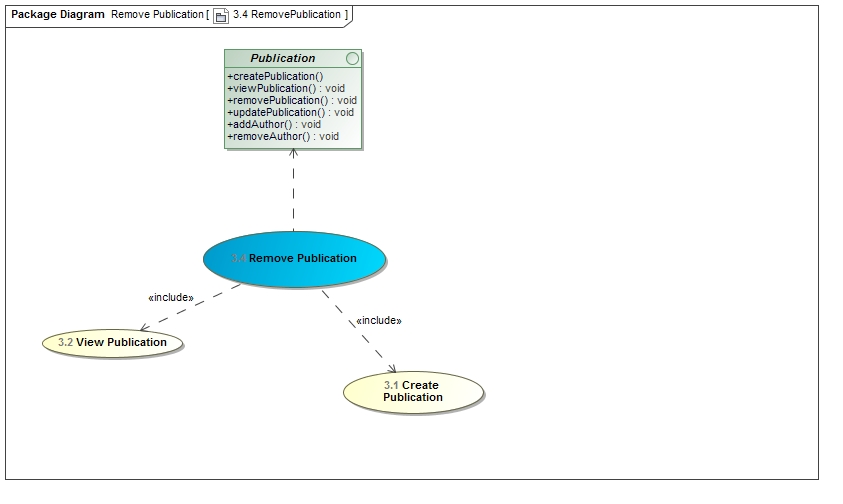 Package Diagram Remove Publication [ 3.4 RemovePublication ]
Publication
+createPublication()
+viewPublication() : void
+removePublication() : void
+updatePublication() : void
+addAuthor() : void
+removeAuthor() : void
3.4 Remove Publication
«include»
«include»
3.2 View Publication
3.1 Create
Publication